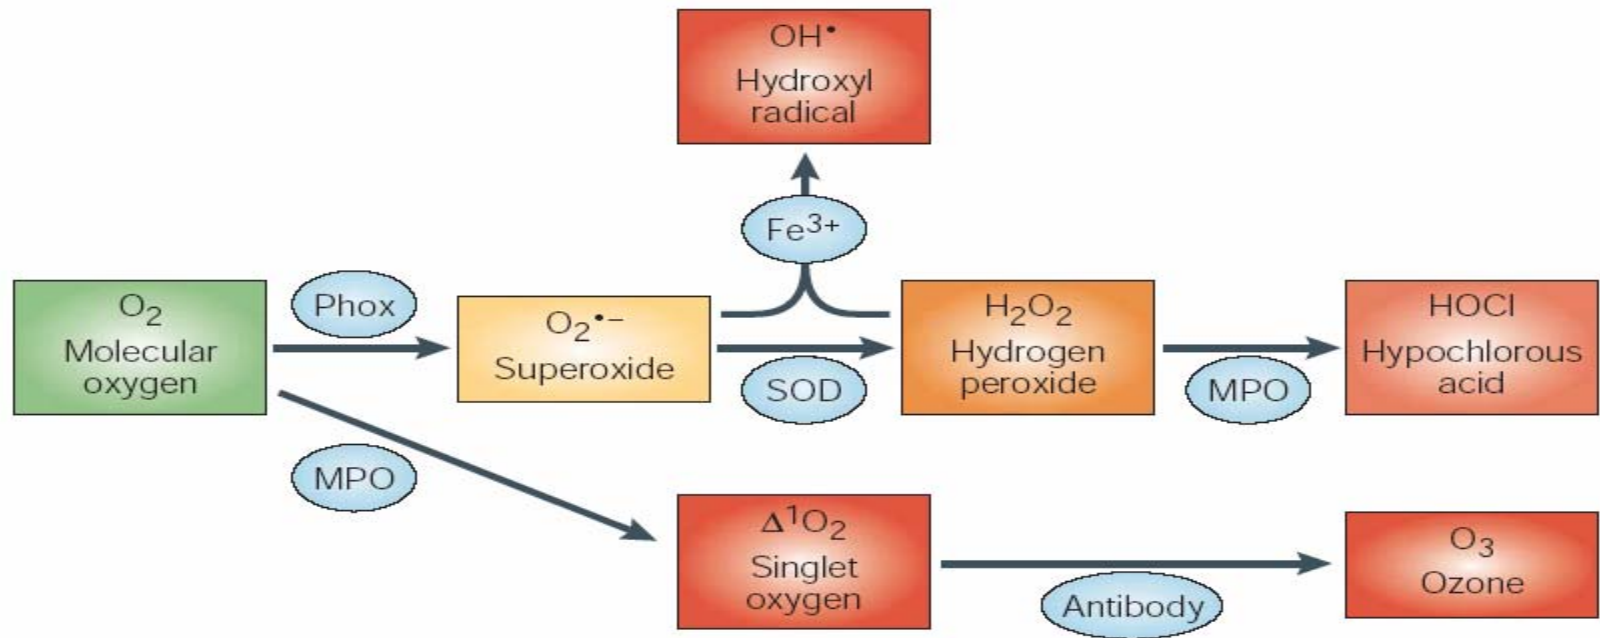 OH•
Hydroxyl
radical
Fe³⁺
O₂
Molecular
oxygen
Phox
O₂•⁻
Superoxide
SOD
H₂O₂
Hydrogen
peroxide
MPO
HOCl
Hypochlorous
acid
MPO
Δ¹O₂
Singlet
oxygen
Antibody
O₃
Ozone